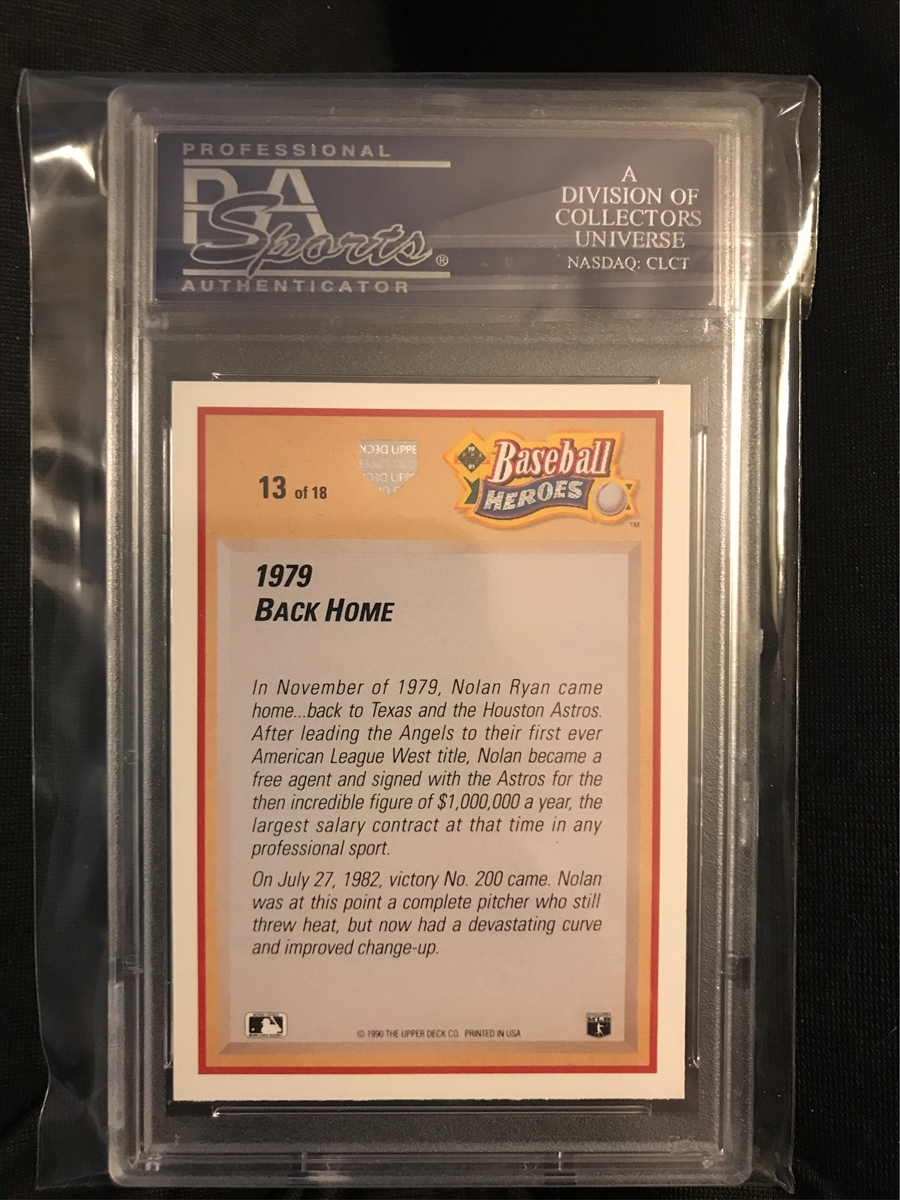 PROFESSIONAL
PSA
Sports®
AUTHENTICATOR
A
DIVISION OF
COLLECTORS
UNIVERSE
NASDAQ: CLCT
13 of 18
UPPER DECK
Baseball
HEROES
TM
1979
BACK HOME
In November of 1979, Nolan Ryan came
home...back to Texas and the Houston Astros.
After leading the Angels to their first ever
American League West title, Nolan became a
free agent and signed with the Astros for the
then incredible figure of $1,000,000 a year, the
largest salary contract at that time in any
professional sport.
On July 27, 1982, victory No. 200 came. Nolan
was at this point a complete pitcher who still
threw heat, but now had a devastating curve
and improved change-up.
© 1990 THE UPPER DECK CO. PRINTED IN USA